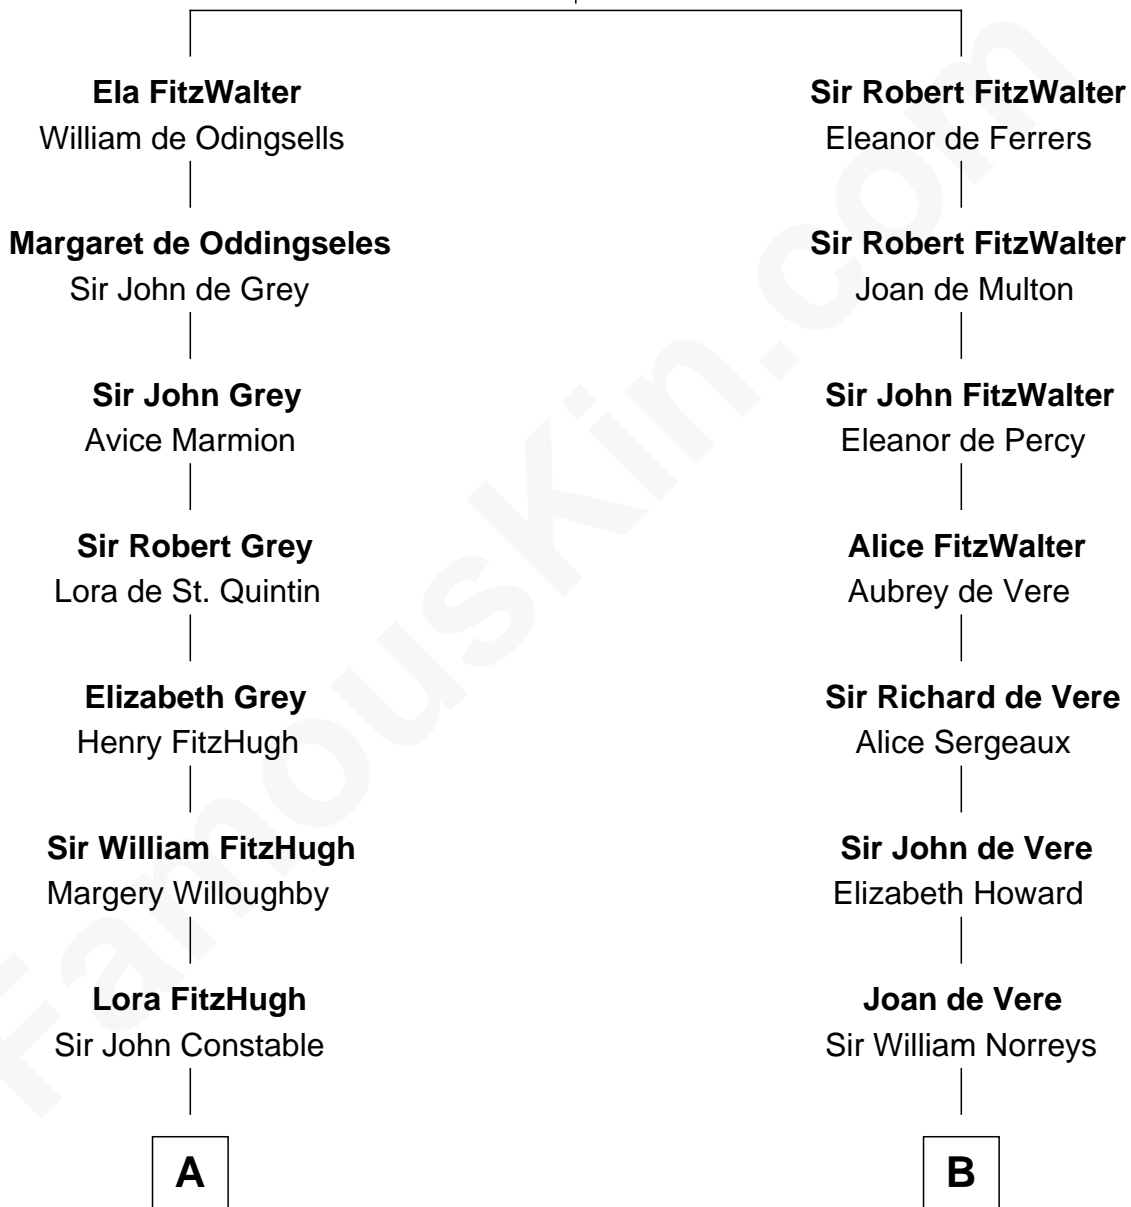 Ela FitzWalter
William de Odingsells
Margaret de Oddingseles
Sir John de Grey
Sir John Grey
Avice Marmion
Sir Robert Grey
Lora de St. Quintin
Elizabeth Grey
Henry FitzHugh
Sir William FitzHugh
Margery Willoughby
Lora FitzHugh
Sir John Constable
A
Sir Robert FitzWalter
Eleanor de Ferrers
Sir Robert FitzWalter
Joan de Multon
Sir John FitzWalter
Eleanor de Percy
Alice FitzWalter
Aubrey de Vere
Sir Richard de Vere
Alice Sergeaux
Sir John de Vere
Elizabeth Howard
Joan de Vere
Sir William Norreys
B
FamousKin.com